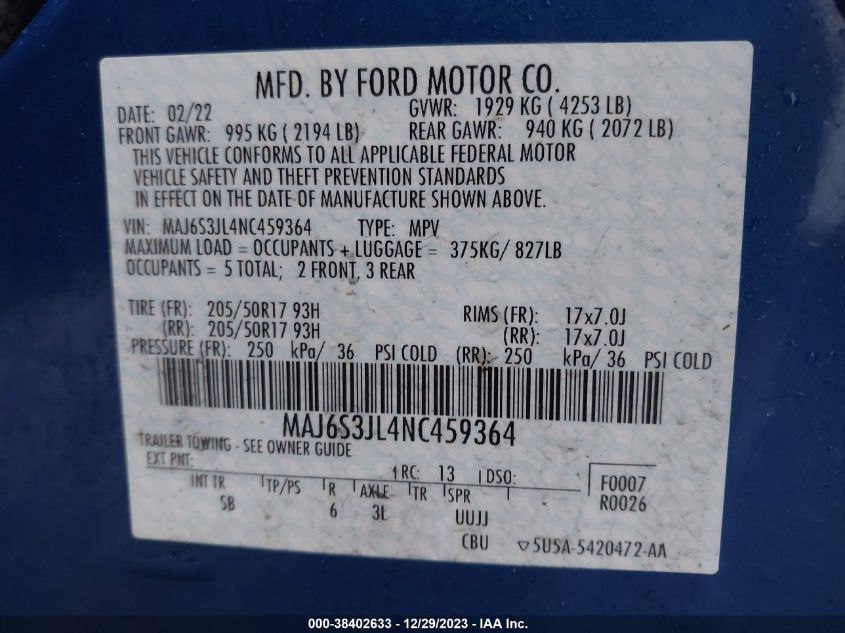 MFD. BY FORD MOTOR CO.
DATE: 02/22 GVWR: 1929 KG ( 4253 LB)
FRONT GAWR: 995 KG ( 2194 LB) REAR GAWR: 940 KG ( 2072 LB)
THIS VEHICLE CONFORMS TO ALL APPLICABLE FEDERAL MOTOR
VEHICLE SAFETY AND THEFT PREVENTION STANDARDS
IN EFFECT ON THE DATE OF MANUFACTURE SHOWN ABOVE.
VIN: MAJ6S3JL4NC459364 TYPE: MPV
MAXIMUM LOAD = OCCUPANTS + LUGGAGE = 375KG/ 827LB
OCCUPANTS = 5 TOTAL; 2 FRONT, 3 REAR
TIRE (FR): 205/50R17 93H RIMS (FR): 17x7.0J
(RR): 205/50R17 93H (RR): 17x7.0J
PRESSURE (FR): 250 kPa/ 36 PSI COLD (RR): 250 kPa/ 36 PSI COLD
MAJ6S3JL4NC459364
TRAILER TOWING - SEE OWNER GUIDE
EXT PNT: RC: 13 DSO: F0007
INT TR TP/PS R AXLE TR SPR R0026
SB 6 3L UUJJ
CBU 5U5A-5420472-AA
000-38402633 - 12/29/2023 - IAA Inc.